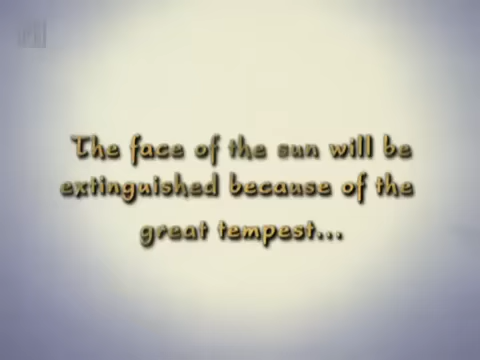 The face of the sun will be
extinguished because of the
great tempest...